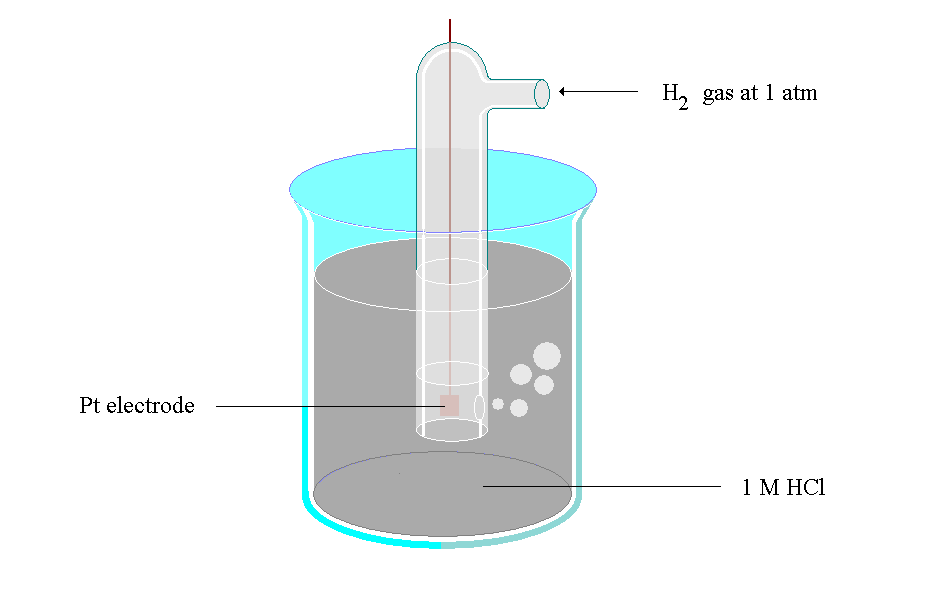 H2 gas at 1 atm
Pt electrode
1 M HCl